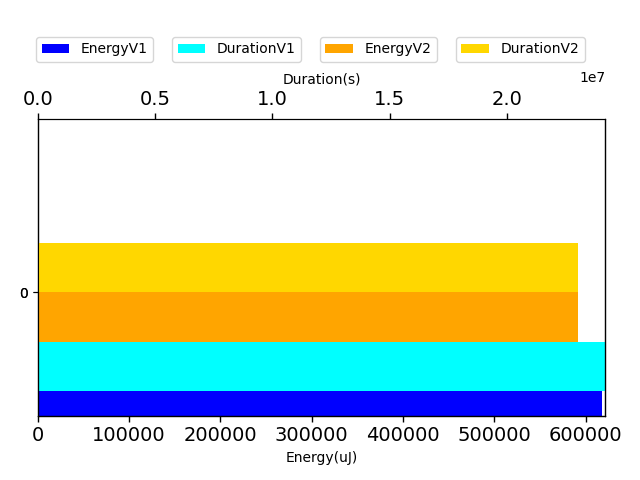 EnergyV1 DurationV1 EnergyV2 DurationV2
Duration(s)
1e7
0.0 0.5 1.0 1.5 2.0
0
0 100000 200000 300000 400000 500000 600000
Energy(uJ)